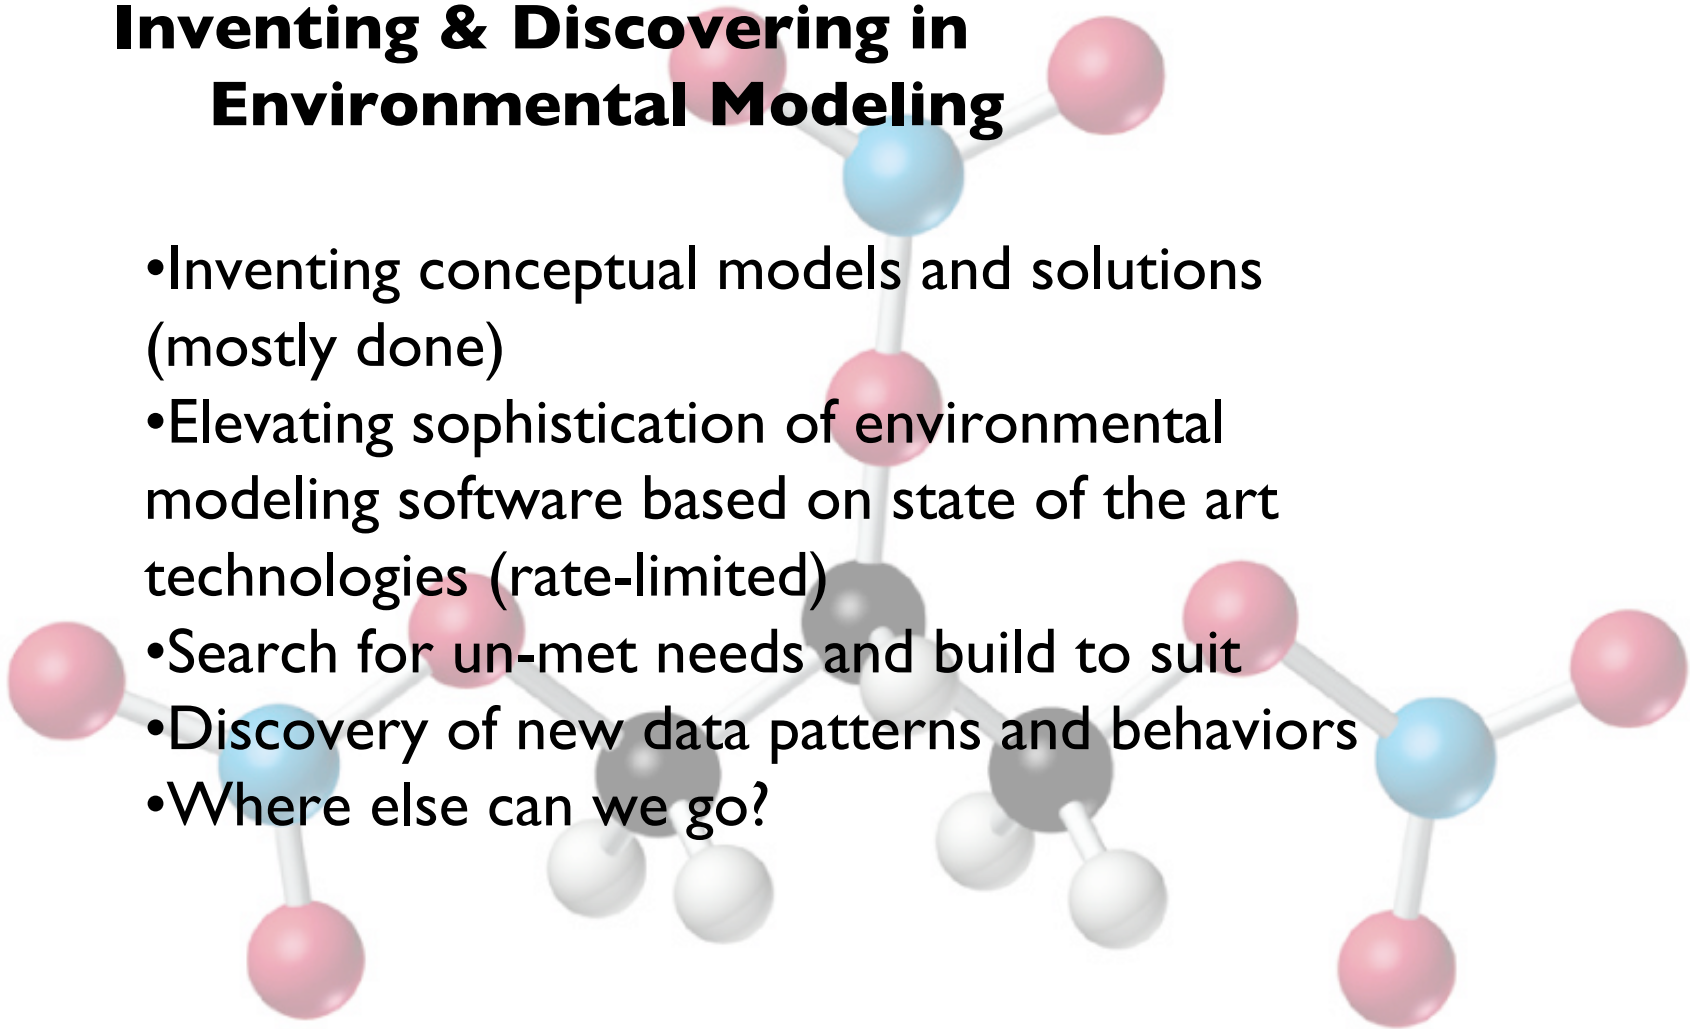 Inventing & Discovering in
Environmental Modeling
•Inventing conceptual models and solutions
(mostly done)
•Elevating sophistication of environmental
modeling software based on state of the art
technologies (rate-limited)
•Search for un-met needs and build to suit
•Discovery of new data patterns and behaviors
•Where else can we go?